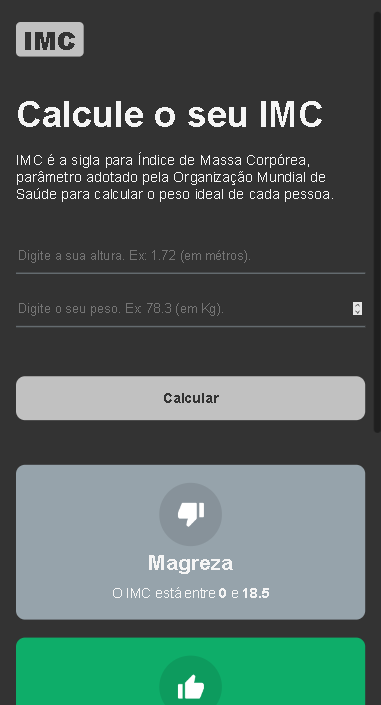 IMC
Calcule o seu IMC
IMC é a sigla para Índice de Massa Corpórea,
parâmetro adotado pela Organização Mundial de
Saúde para calcular o peso ideal de cada pessoa.
Digite a sua altura. Ex: 1.72 (em métros).
Digite o seu peso. Ex: 78.3 (em Kg).
Calcular
Magreza
O IMC está entre 0 e 18.5